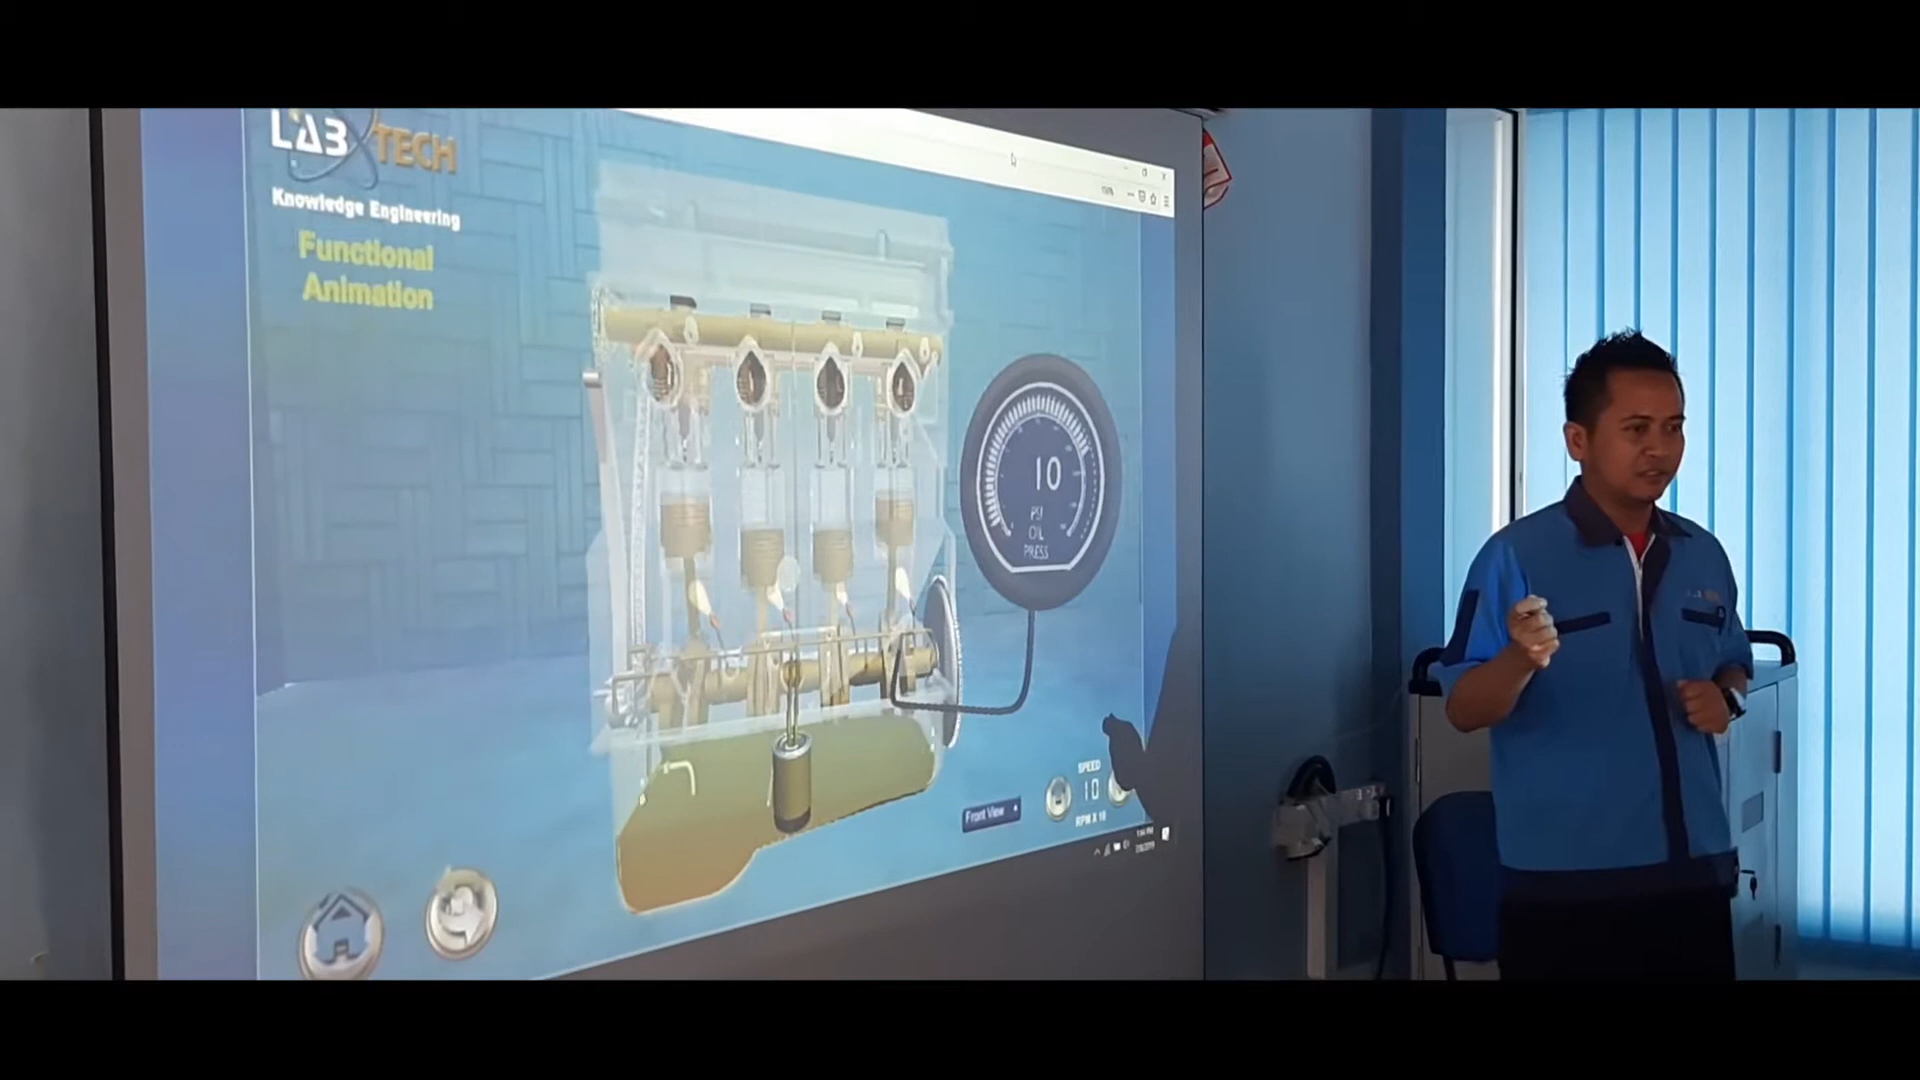 LAB TECH
Knowledge Engineering
Functional
Animation
10
PSI
OIL
PRESS
SPEED
10
RPM X 10
Front View